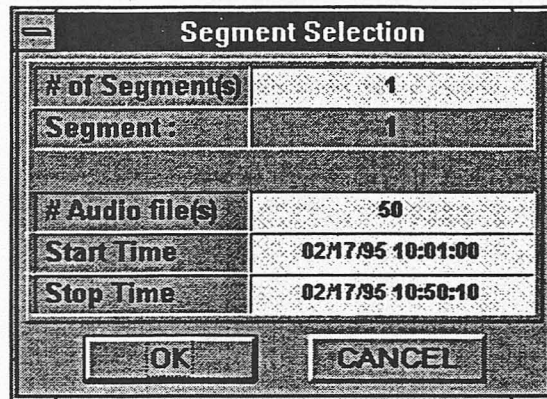 Segment Selection
# of Segment(s) 1
Segment : 1
# Audio file(s) 50
Start Time 02/17/95 10:01:00
Stop Time 02/17/95 10:50:10
OK CANCEL